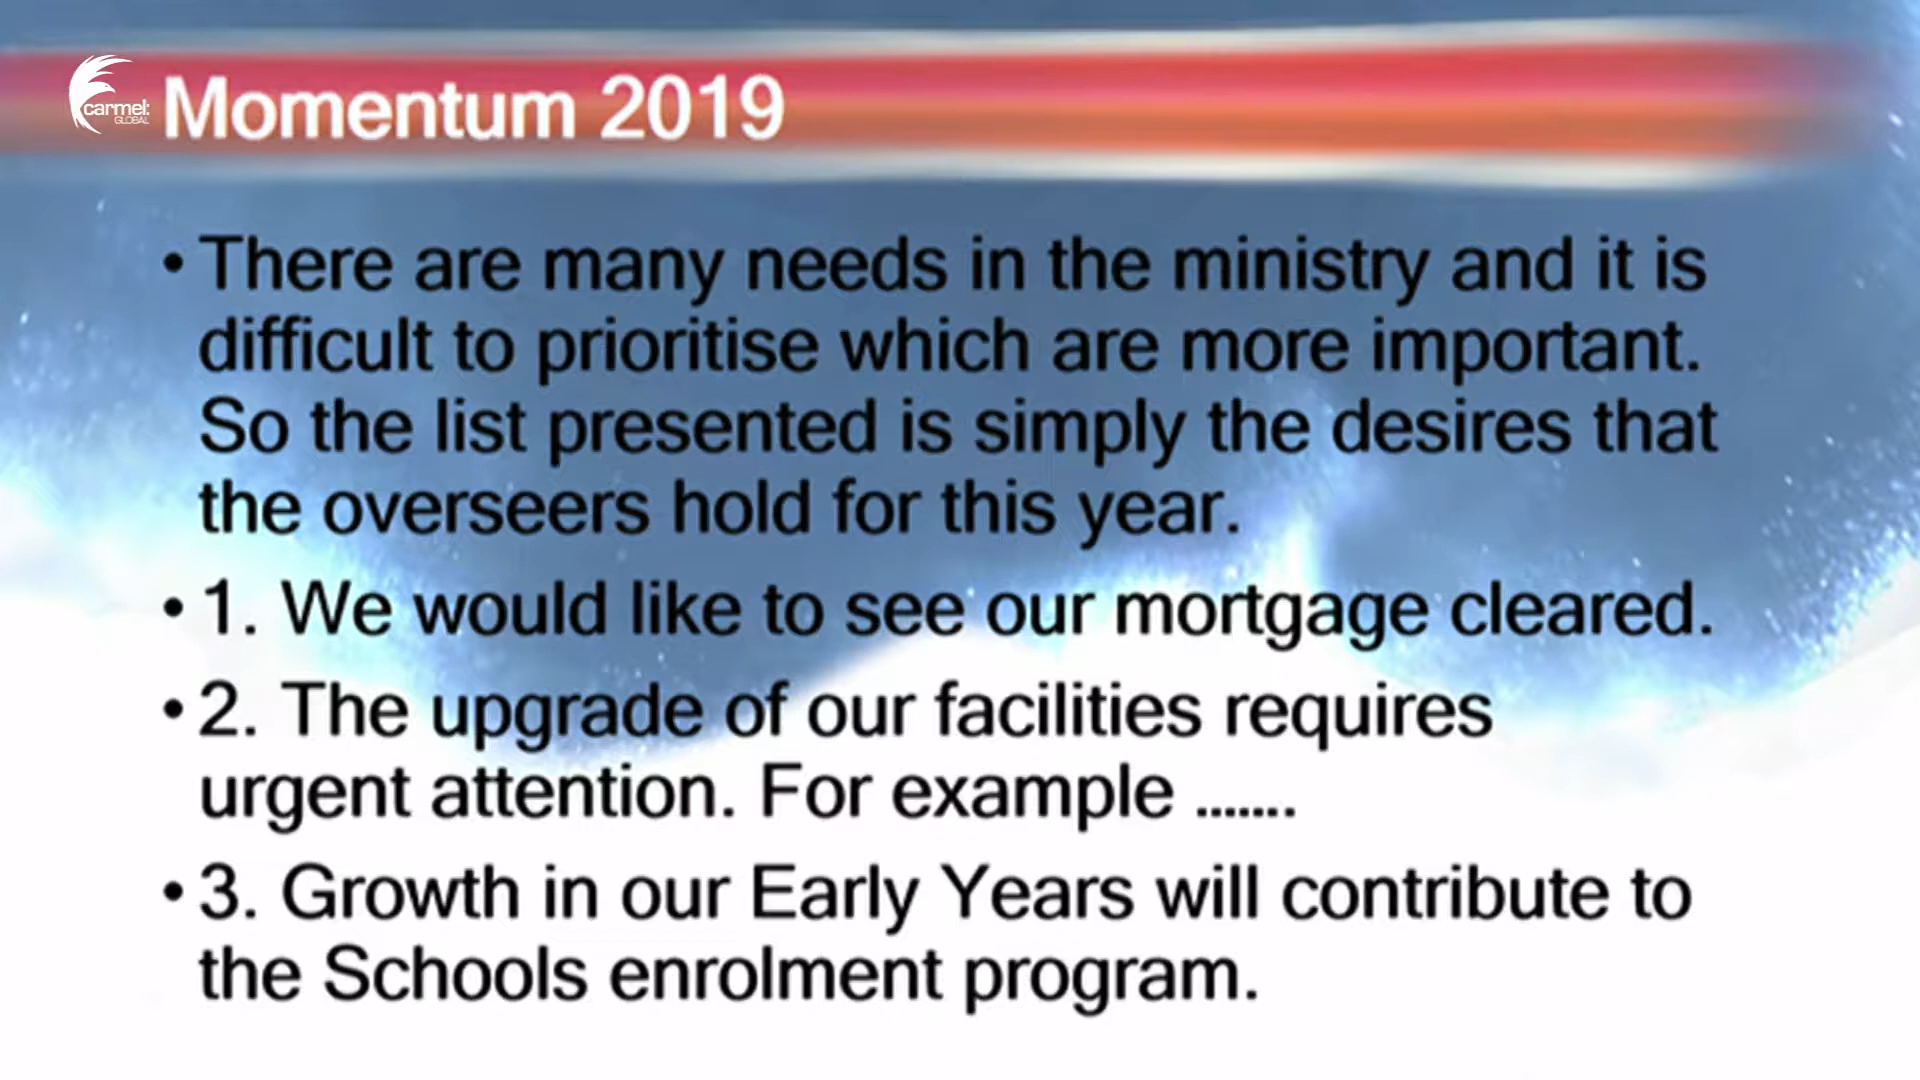 carmel:
GLOBAL
Momentum 2019
• There are many needs in the ministry and it is
difficult to prioritise which are more important.
So the list presented is simply the desires that
the overseers hold for this year.
• 1. We would like to see our mortgage cleared.
• 2. The upgrade of our facilities requires
urgent attention. For example .......
• 3. Growth in our Early Years will contribute to
the Schools enrolment program.